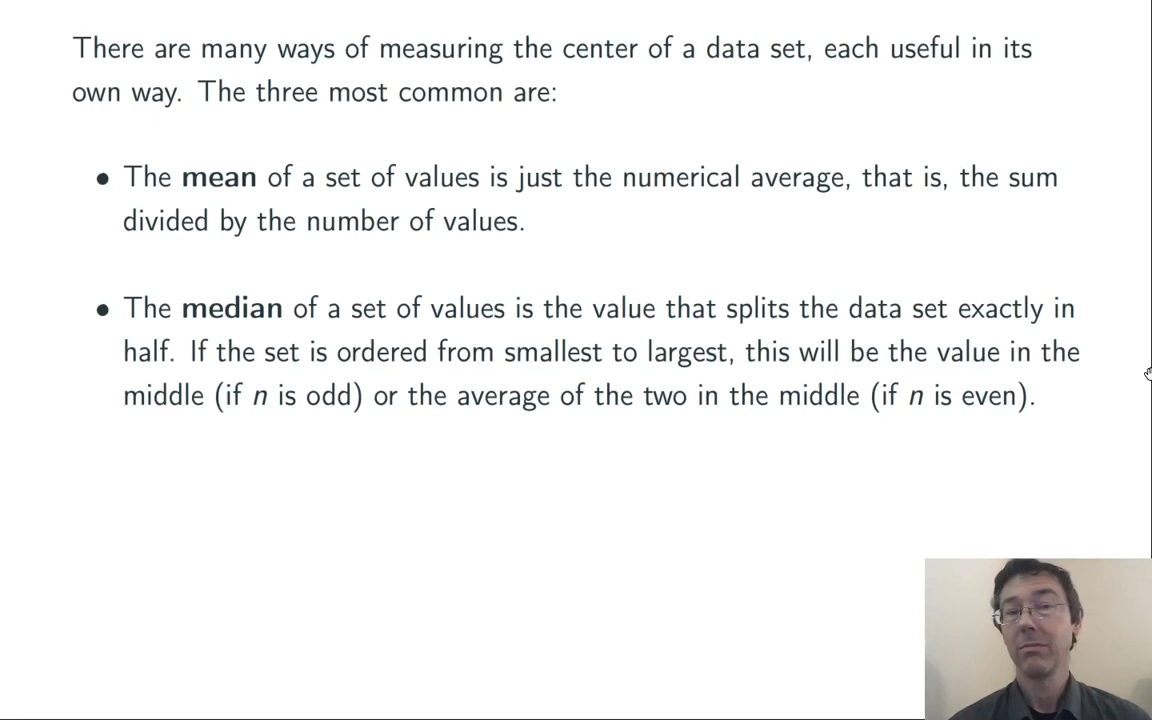 There are many ways of measuring the center of a data set, each useful in its
own way. The three most common are:
• The mean of a set of values is just the numerical average, that is, the sum
divided by the number of values.
• The median of a set of values is the value that splits the data set exactly in
half. If the set is ordered from smallest to largest, this will be the value in the
middle (if n is odd) or the average of the two in the middle (if n is even).